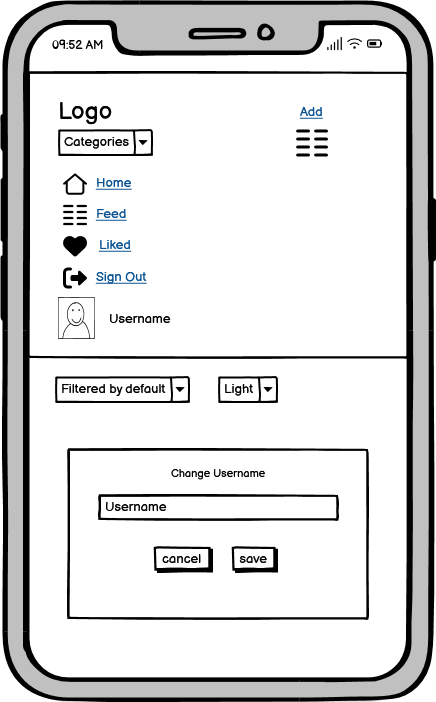 09:52 AM
Logo
Add
Categories
Home
Feed
Liked
Sign Out
Username
Filtered by default
Light
Change Username
Username
cancel
save